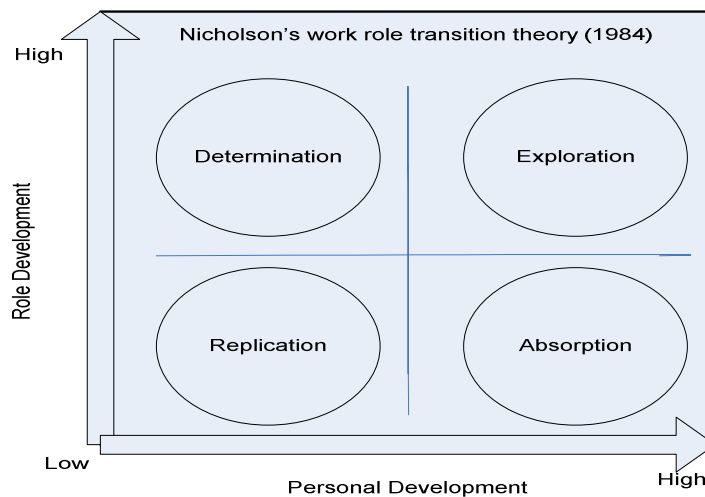 Nicholson’s work role transition theory (1984)
High
Determination
Exploration
Role Development
Replication
Absorption
Low
High
Personal Development